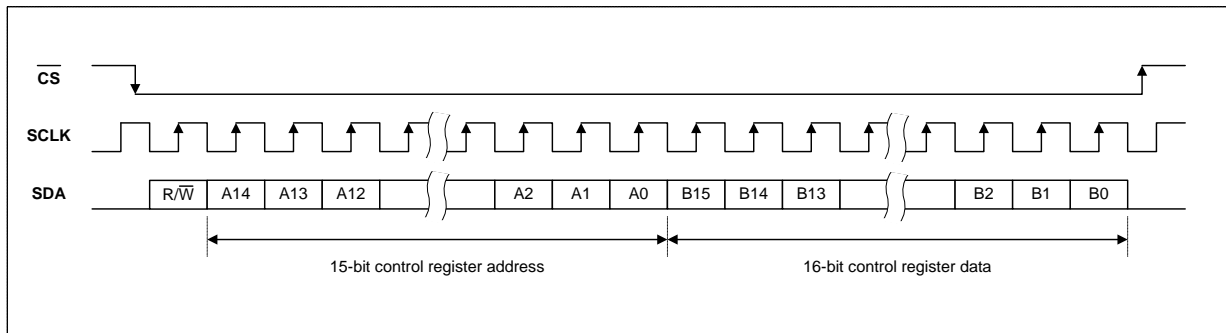 CS
SCLK
SDA R/W A14 A13 A12 A2 A1 A0 B15 B14 B13 B2 B1 B0
15-bit control register address 16-bit control register data